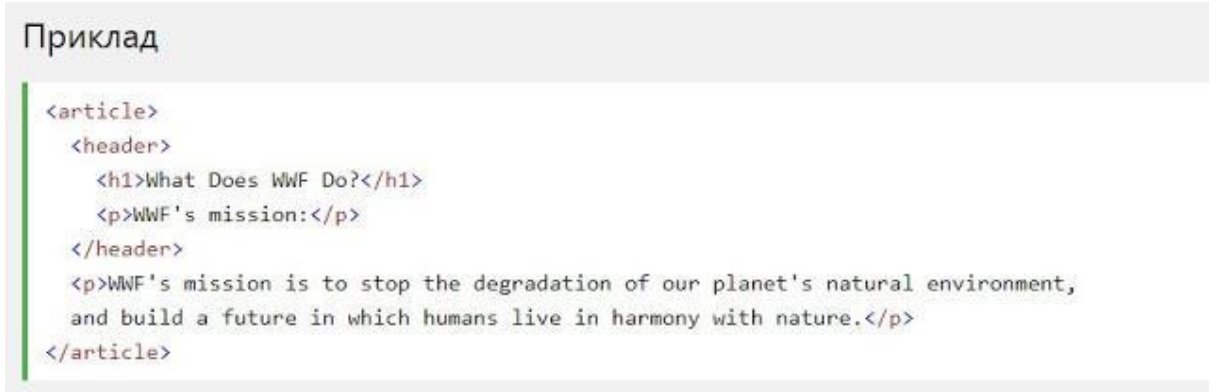 Приклад
<article>
<header>
<h1>What Does WWF Do?</h1>
<p>WWF's mission:</p>
</header>
<p>WWF's mission is to stop the degradation of our planet's natural environment,
and build a future in which humans live in harmony with nature.</p>
</article>